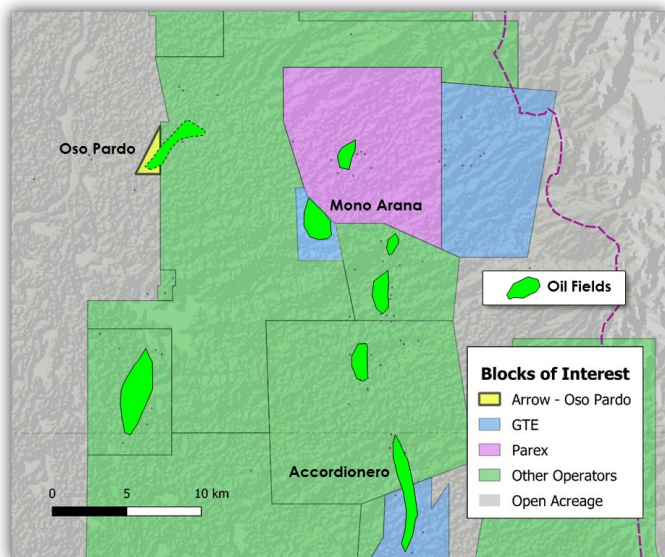 Oso Pardo
Mono Arana
Oil Fields
Blocks of Interest
Arrow - Oso Pardo
GTE
Parex
Other Operators
Open Acreage
Accordionero
0 5 10 km